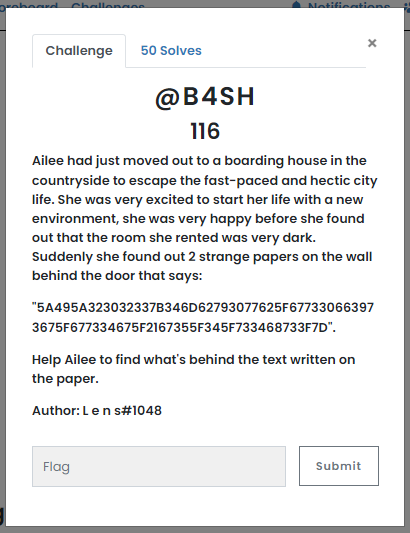 Scoreboard Challenges Notifications
Challenge
50 Solves
×
@B4SH
116
Ailee had just moved out to a boarding house in the
countryside to escape the fast-paced and hectic city
life. She was very excited to start her life with a new
environment, she was very happy before she found
out that the room she rented was very dark.
Suddenly she found out 2 strange papers on the wall
behind the door that says:
"5A495A323032337B346D62793077625F67733066397
3675F677334675F2167355F345F733468733F7D".
Help Ailee to find what's behind the text written on
the paper.
Author: L e n s#1048
Flag
Submit